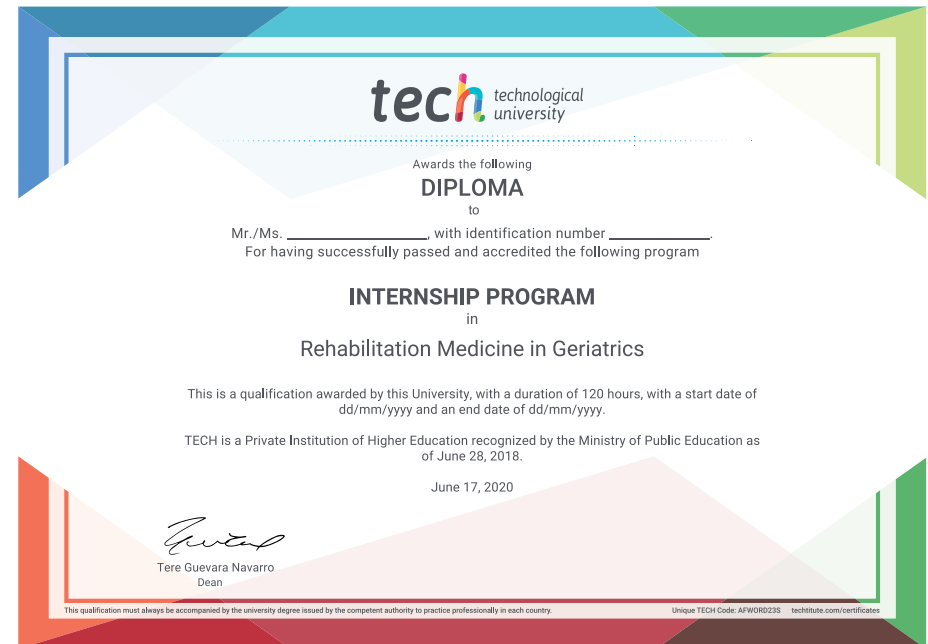 tech technological
university
Awards the following
DIPLOMA
to
Mr./Ms. ____________________, with identification number ______________.
For having successfully passed and accredited the following program
INTERNSHIP PROGRAM
in
Rehabilitation Medicine in Geriatrics
This is a qualification awarded by this University, with a duration of 120 hours, with a start date of
dd/mm/yyyy and an end date of dd/mm/yyyy.
TECH is a Private Institution of Higher Education recognized by the Ministry of Public Education as
of June 28, 2018.
June 17, 2020
Tere Guevara Navarro
Dean
This qualification must always be accompanied by the university degree issued by the competent authority to practice professionally in each country.
Unique TECH Code: AFWORD23S techtitute.com/certificates